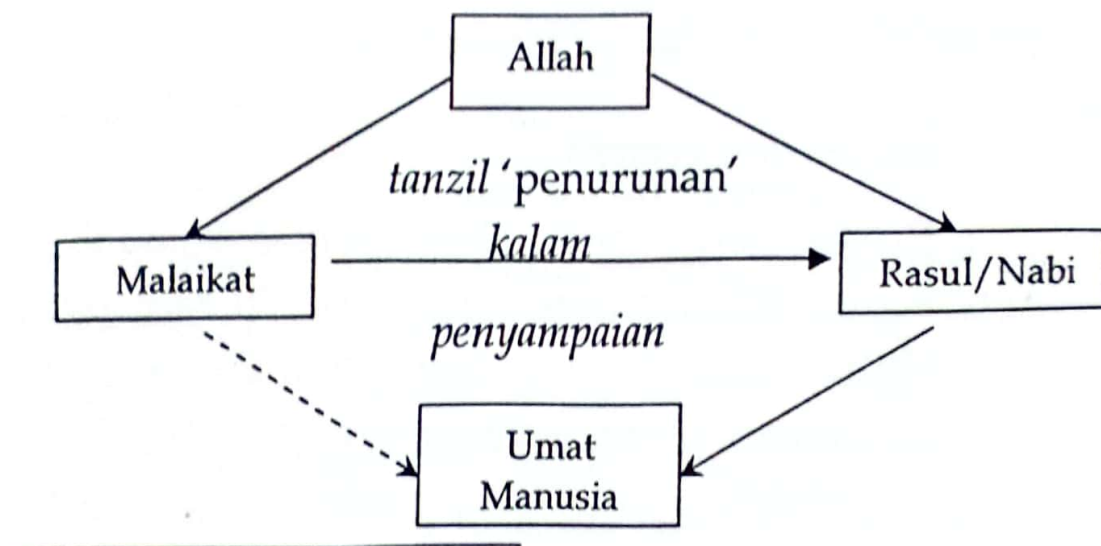 Allah
tanzil ‘penurunan’
kalam
Malaikat
Rasul/Nabi
penyampaian
Umat
Manusia